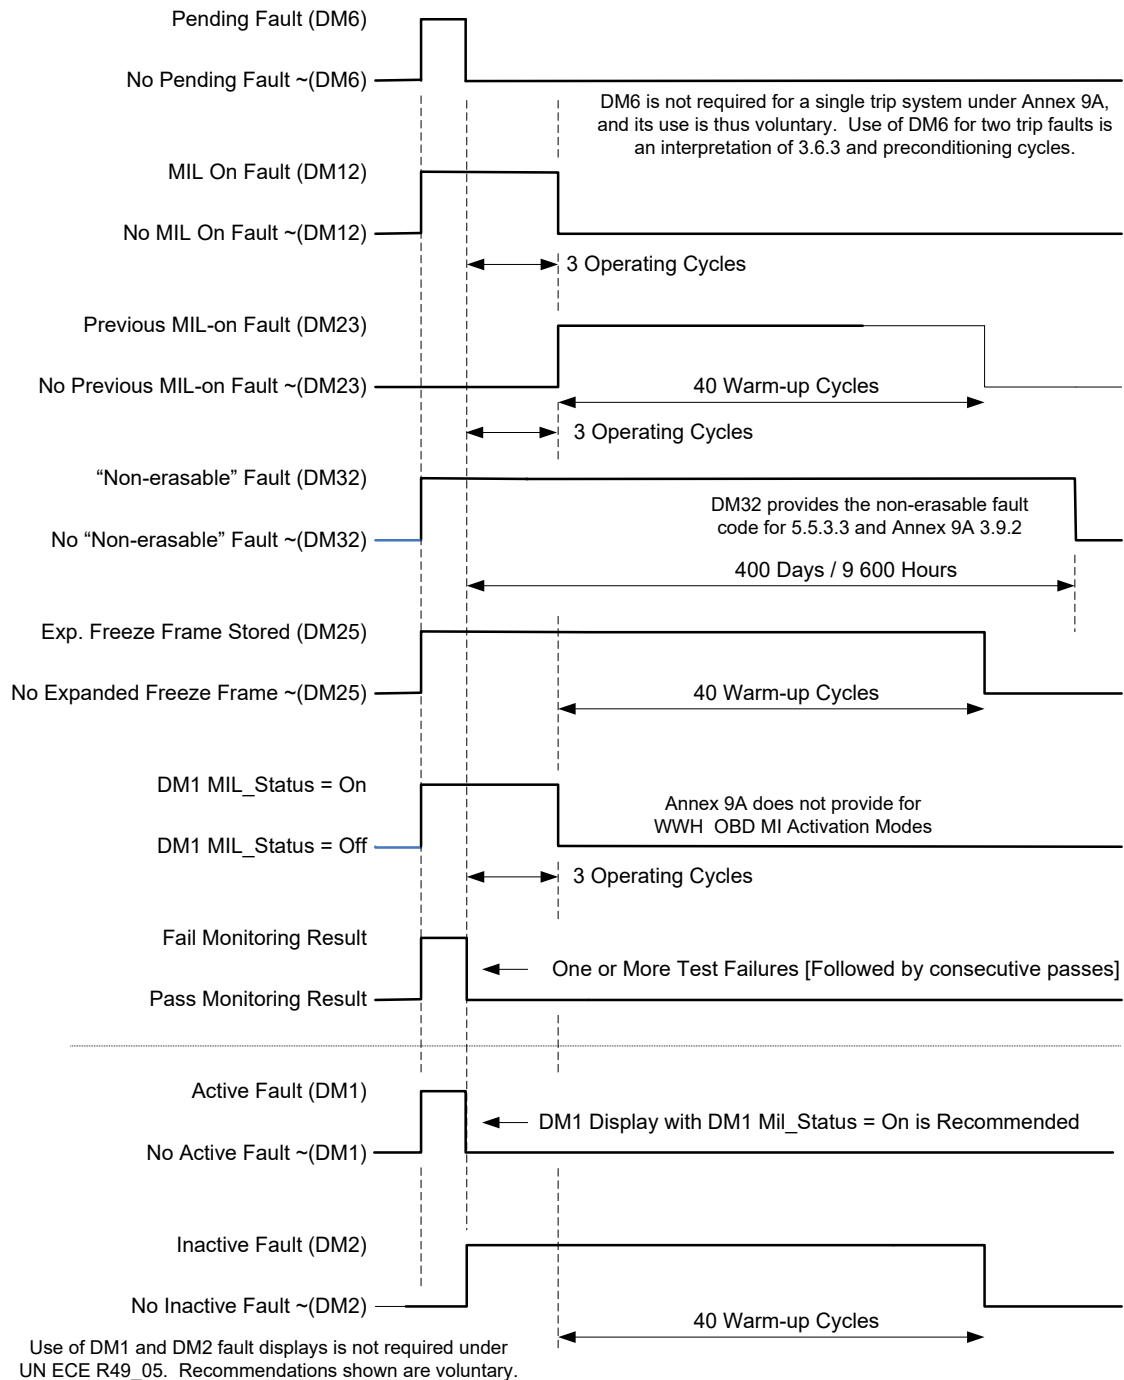 Pending Fault (DM6)
No Pending Fault ~(DM6)
DM6 is not required for a single trip system under Annex 9A,
and its use is thus voluntary. Use of DM6 for two trip faults is
an interpretation of 3.6.3 and preconditioning cycles.
MIL On Fault (DM12)
No MIL On Fault ~(DM12)
3 Operating Cycles
Previous MIL-on Fault (DM23)
No Previous MIL-on Fault ~(DM23)
40 Warm-up Cycles
3 Operating Cycles
“Non-erasable” Fault (DM32)
DM32 provides the non-erasable fault
code for 5.5.3.3 and Annex 9A 3.9.2
No “Non-erasable” Fault ~(DM32)
400 Days / 9 600 Hours
Exp. Freeze Frame Stored (DM25)
No Expanded Freeze Frame ~(DM25)
40 Warm-up Cycles
DM1 MIL_Status = On
Annex 9A does not provide for
WWH OBD MI Activation Modes
DM1 MIL_Status = Off
3 Operating Cycles
Fail Monitoring Result
One or More Test Failures [Followed by consecutive passes]
Pass Monitoring Result
Active Fault (DM1)
DM1 Display with DM1 Mil_Status = On is Recommended
No Active Fault ~(DM1)
Inactive Fault (DM2)
No Inactive Fault ~(DM2)
40 Warm-up Cycles
Use of DM1 and DM2 fault displays is not required under
UN ECE R49_05. Recommendations shown are voluntary.